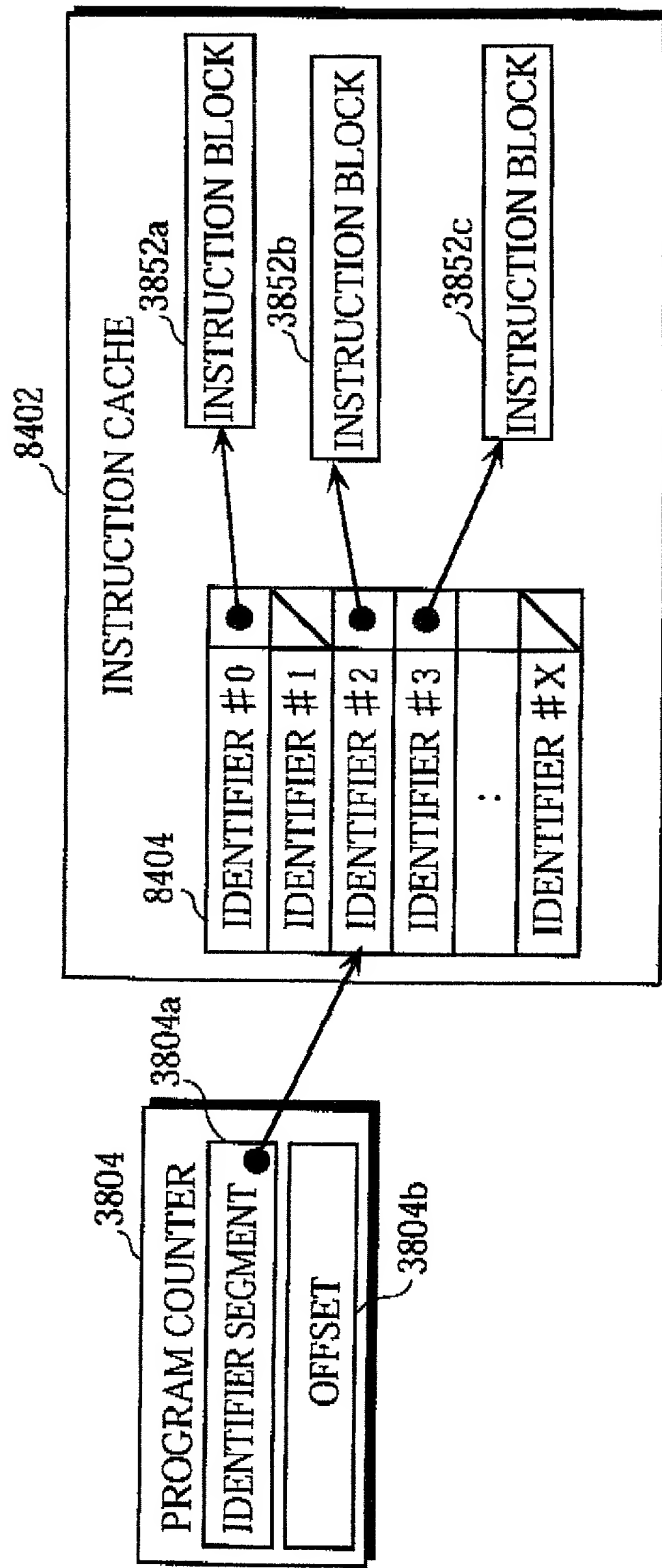 3804
PROGRAM COUNTER
3804a
IDENTIFIER SEGMENT
OFFSET
3804b
8402
INSTRUCTION CACHE
8404
IDENTIFIER #0
IDENTIFIER #1
IDENTIFIER #2
IDENTIFIER #3
:
IDENTIFIER #X
3852a
INSTRUCTION BLOCK
3852b
INSTRUCTION BLOCK
3852c
INSTRUCTION BLOCK